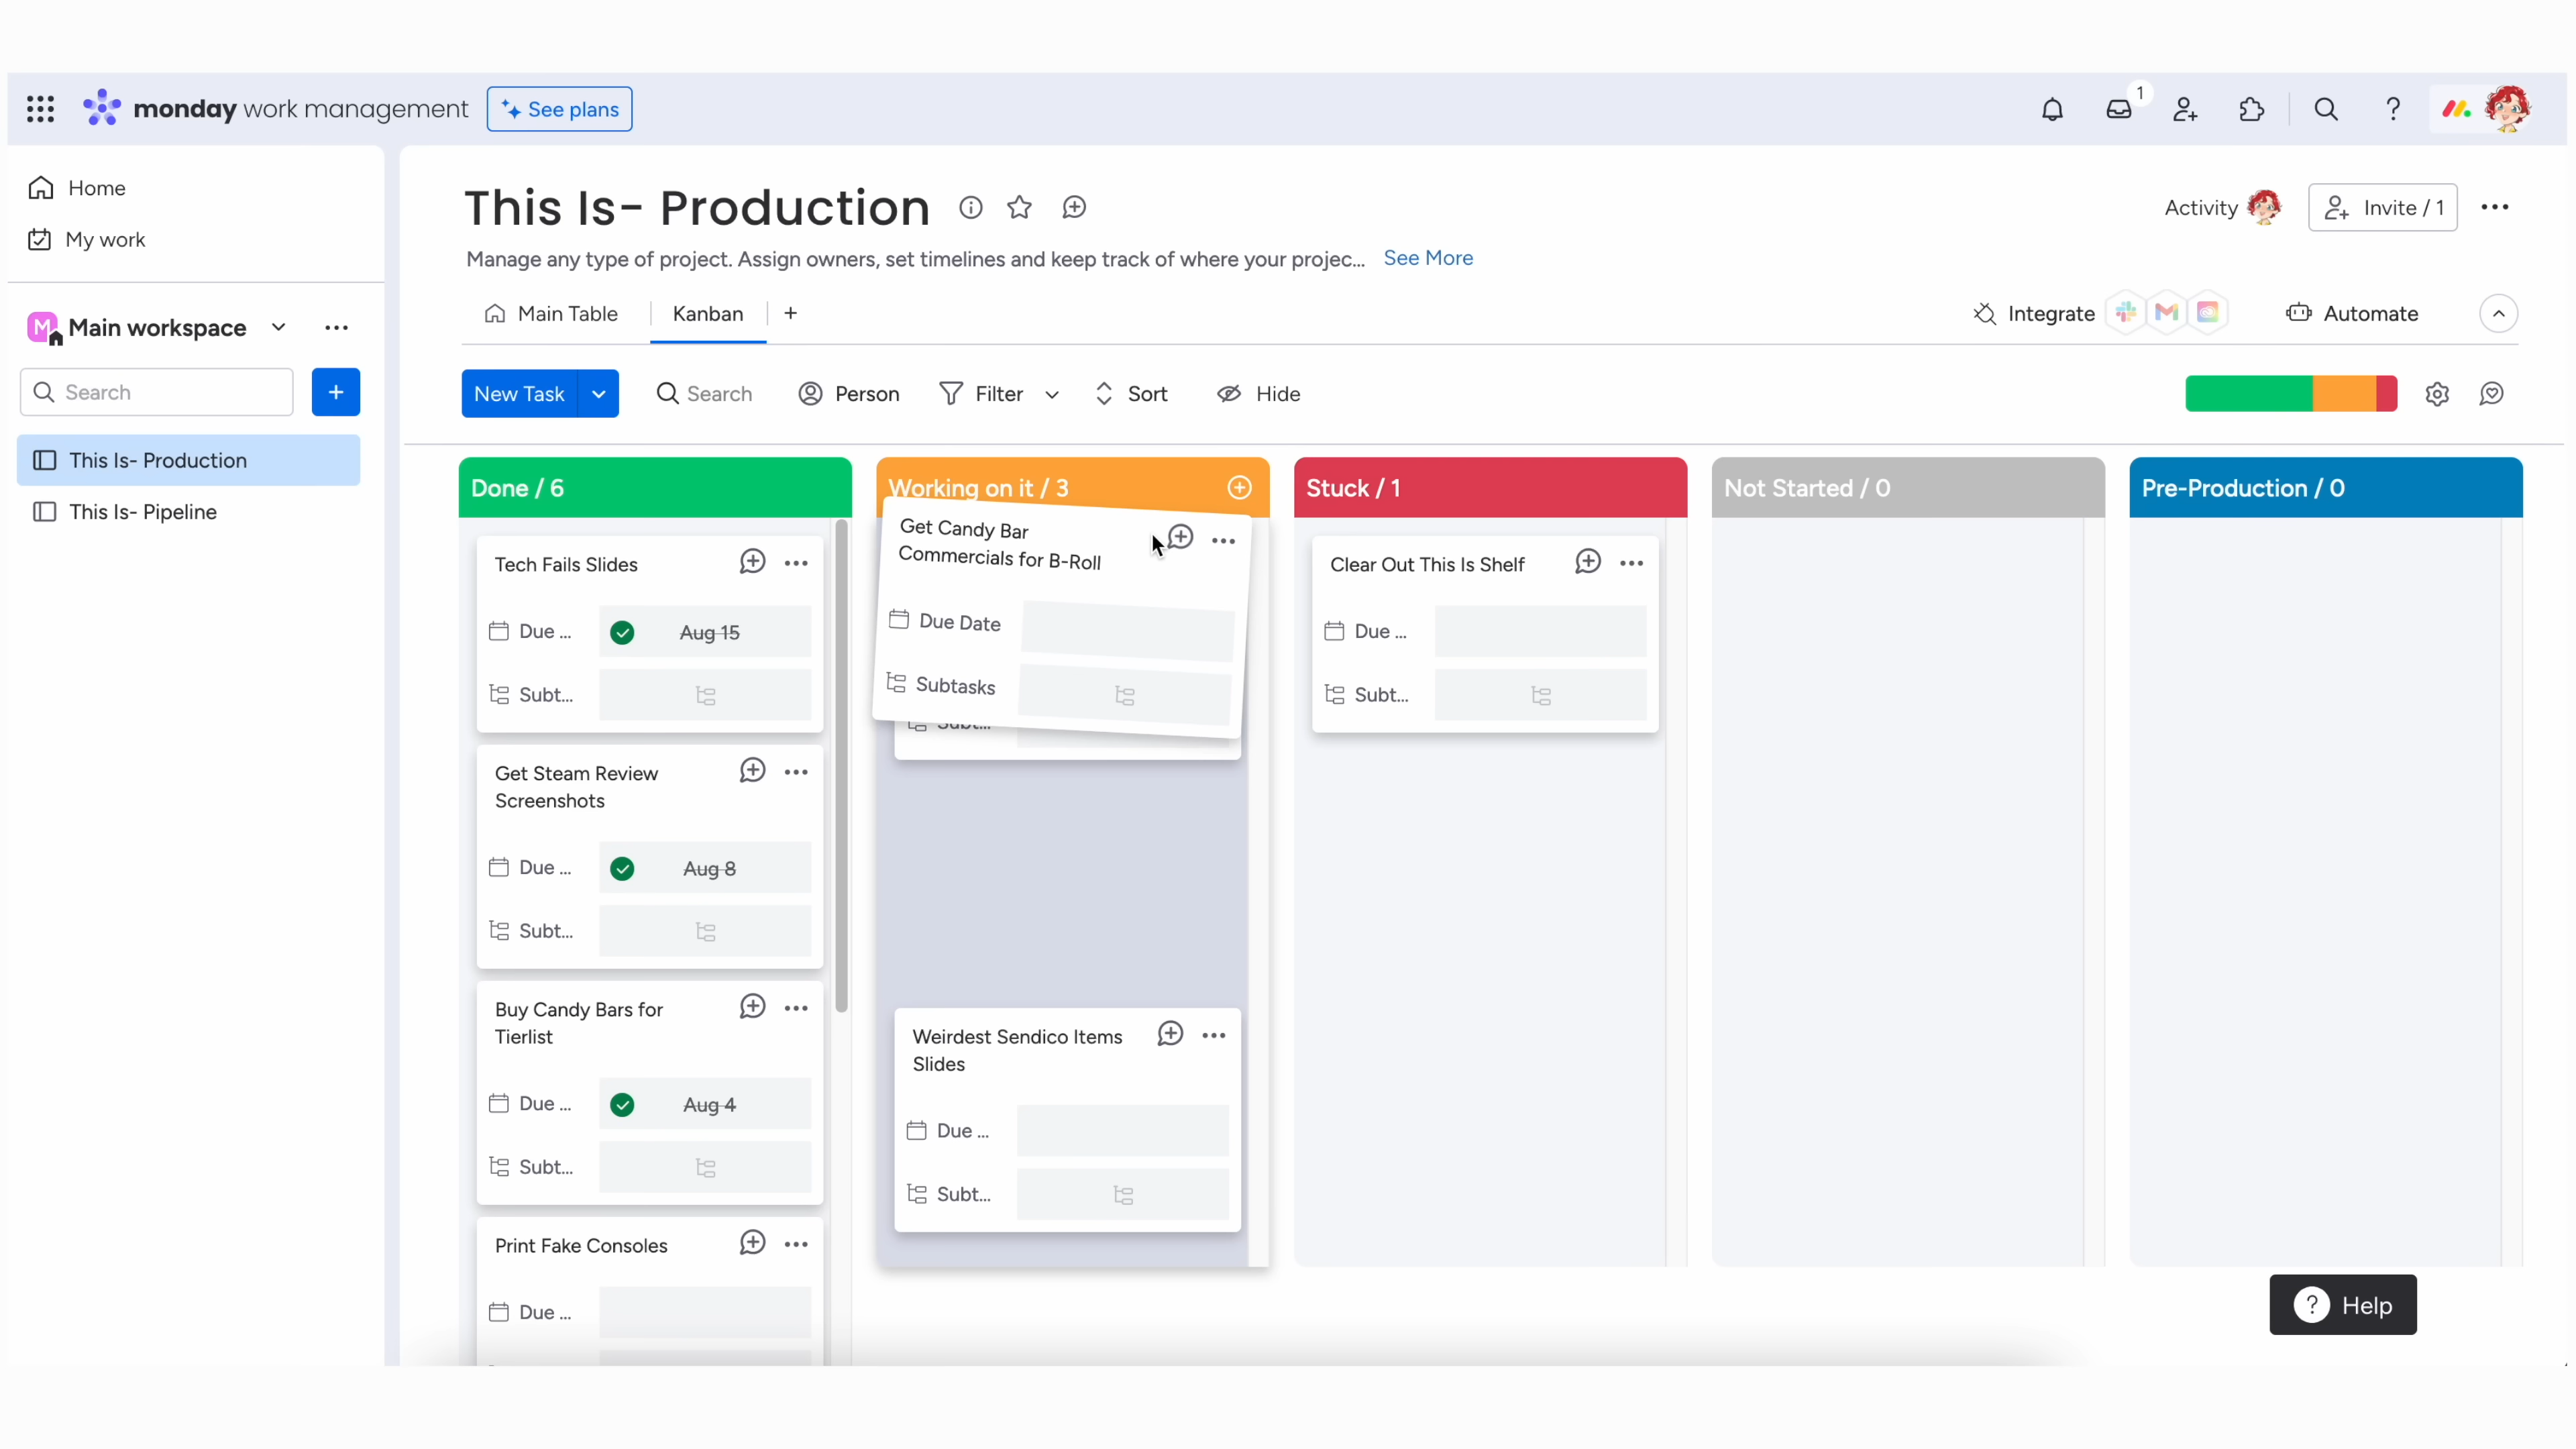 monday work management
See plans
1
Home
My work
M
Main workspace
Search
This Is- Production
This Is- Pipeline
This Is- Production
Activity
Invite / 1
Manage any type of project. Assign owners, set timelines and keep track of where your projec...
See More
Main Table
Kanban
Integrate
Automate
New Task
Search
Person
Filter
Sort
Hide
Done / 6
Tech Fails Slides
Due ...
Aug 15
Subt...
Get Steam Review
Screenshots
Due ...
Aug 8
Subt...
Buy Candy Bars for
Tierlist
Due ...
Aug 4
Subt...
Print Fake Consoles
Due ...
Working on it / 3
Get Candy Bar
Commercials for B-Roll
Due Date
Subtasks
Subt...
Weirdest Sendico Items
Slides
Due ...
Subt...
Stuck / 1
Clear Out This Is Shelf
Due ...
Subt...
Not Started / 0
Pre-Production / 0
? Help